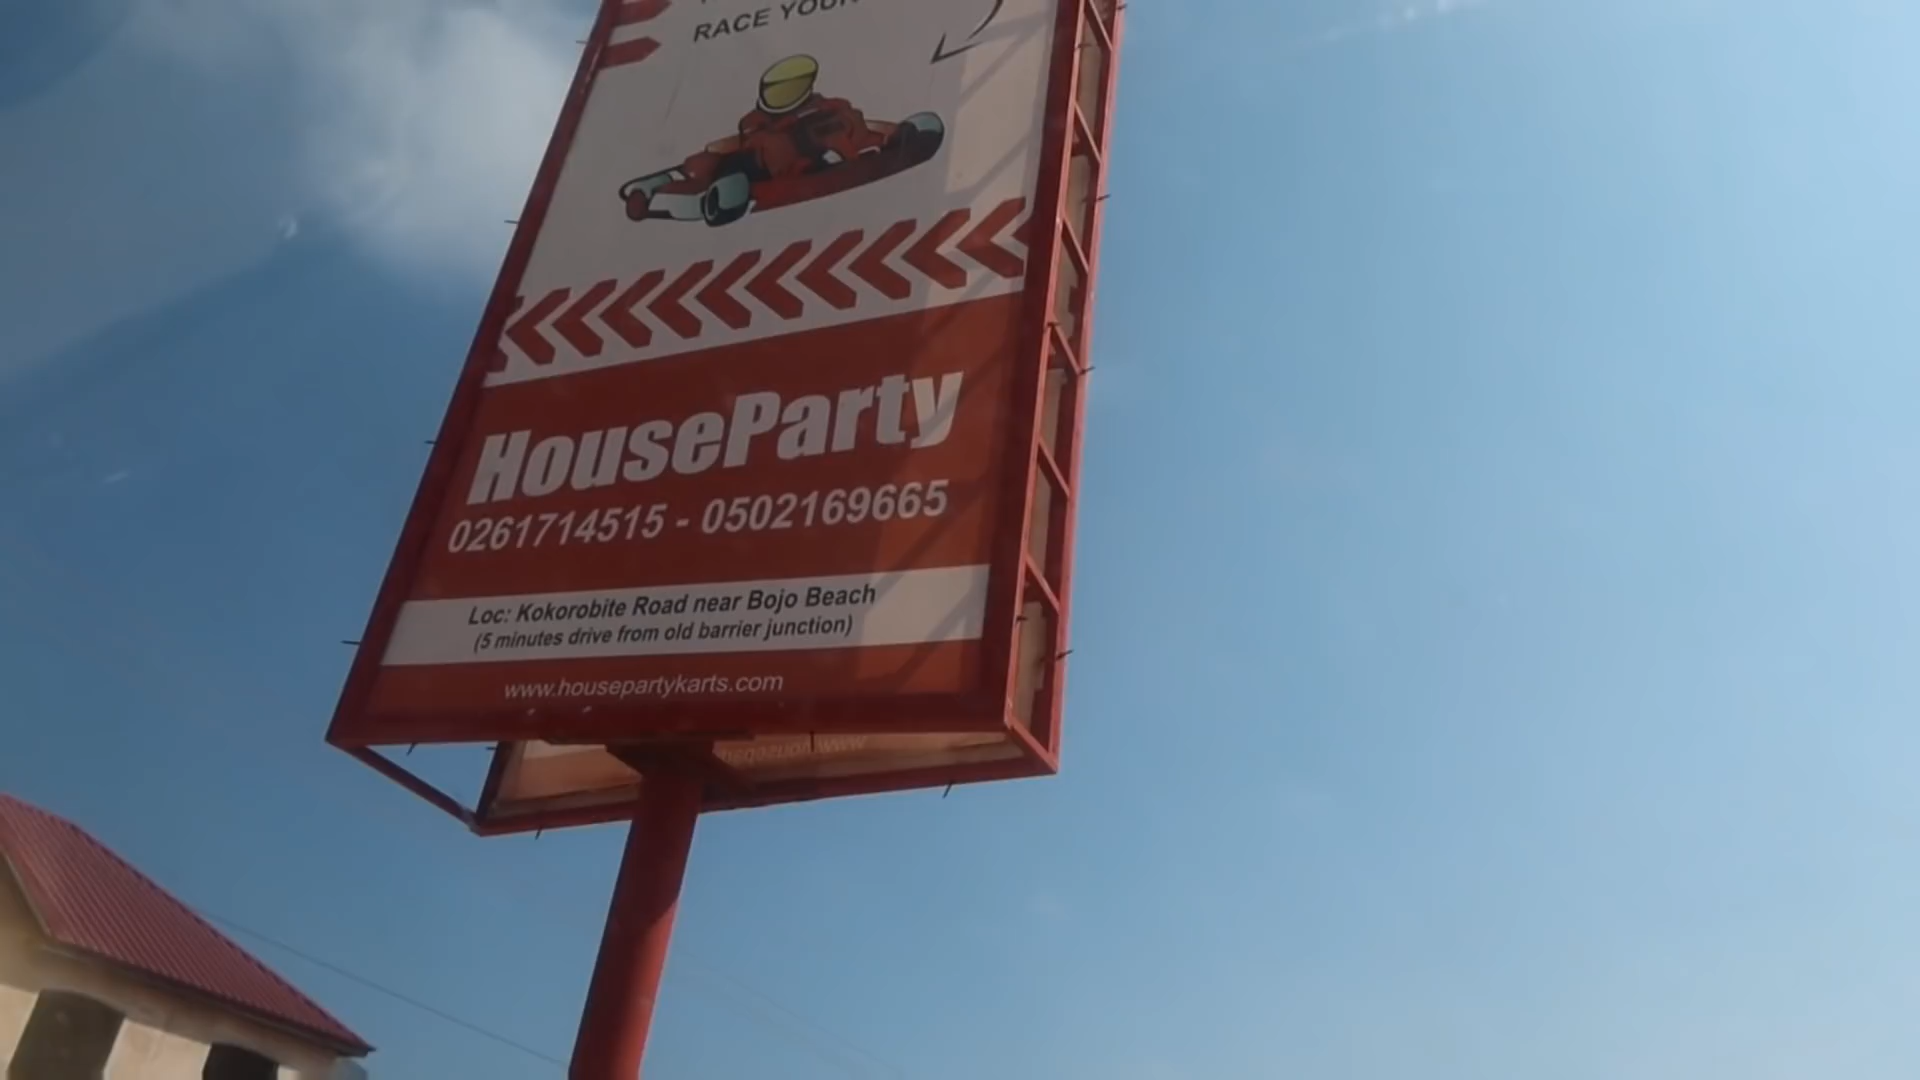 RACE YOUR
HouseParty
0261714515 - 0502169665
Loc: Kokorobite Road near Bojo Beach
(5 minutes drive from old barrier junction)
www.housepartykarts.com